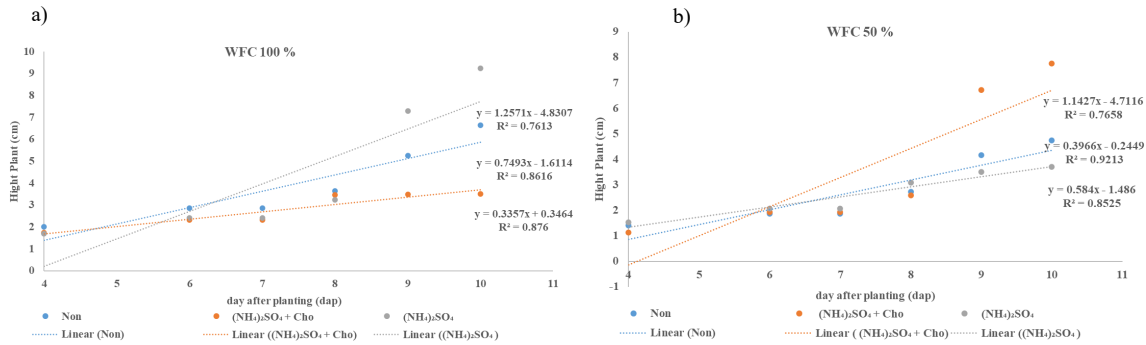 a)
WFC 100 %
Hight Plant (cm)
10
9
8
7
6
5
4
3
2
1
0
y = 1.2571x - 4.8307
R² = 0.7613
y = 0.7493x - 1.6114
R² = 0.8616
y = 0.3357x + 0.3464
R² = 0.876
4 5 6 7 8 9 10 11
day after planting (dap)
Non (NH₄)₂SO₄ + Cho (NH₄)₂SO₄
Linear (Non) Linear ((NH₄)₂SO₄ + Cho) Linear ((NH₄)₂SO₄ )
b)
WFC 50 %
Hight Plant (cm)
9
8
7
6
5
4
3
2
1
0
-1
y = 1.1427x - 4.7116
R² = 0.7658
y = 0.3966x - 0.2449
R² = 0.9213
y = 0.584x - 1.486
R² = 0.8525
4 5 6 7 8 9 10 11
day after planting (dap)
Non (NH₄)₂SO₄ + Cho (NH₄)₂SO₄
Linear (Non) Linear ( (NH₄)₂SO₄ + Cho) Linear ((NH₄)₂SO₄ )